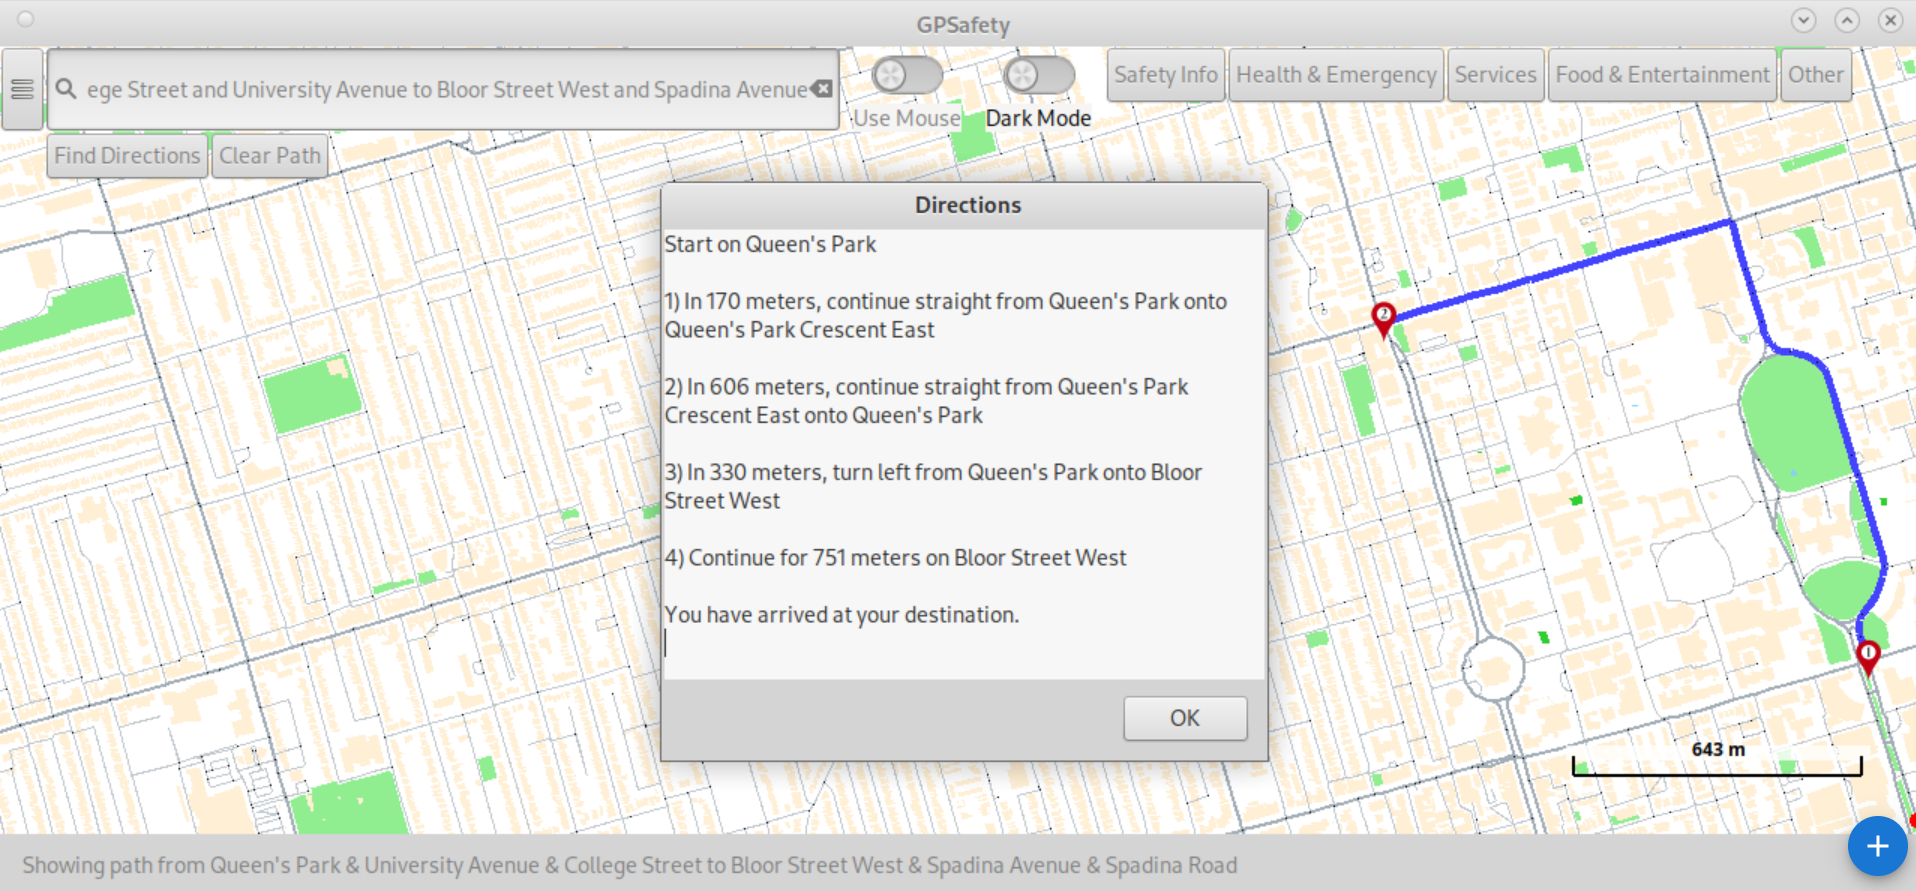 GPSafety
ege Street and University Avenue to Bloor Street West and Spadina Avenue
Use Mouse
Dark Mode
Safety Info
Health & Emergency
Services
Food & Entertainment
Other
Find Directions
Clear Path
Directions
Start on Queen's Park
1) In 170 meters, continue straight from Queen's Park onto
Queen's Park Crescent East
2) In 606 meters, continue straight from Queen's Park
Crescent East onto Queen's Park
3) In 330 meters, turn left from Queen's Park onto Bloor
Street West
4) Continue for 751 meters on Bloor Street West
You have arrived at your destination.
OK
2
1
643 m
Showing path from Queen's Park & University Avenue & College Street to Bloor Street West & Spadina Avenue & Spadina Road